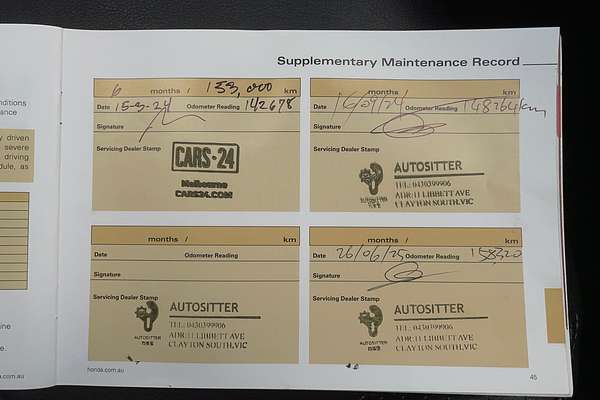 Supplementary Maintenance Record
nditions
ance
y driven
severe
driving
dule, as
ine
e.
a.com.au
6 months / 153,000 km
Date 15-3-24 Odometer Reading 142678
Signature
Servicing Dealer Stamp
CARS-24
Melbourne
CARS24.COM
months / km
Date 16/09/24 Odometer Reading 148764km
Signature
Servicing Dealer Stamp
AUTOSITTER
TEL: 0430399906
ADR:11 LIBBETT AVE
CLAYTON SOUTH,VIC
months / km
Date Odometer Reading
Signature
Servicing Dealer Stamp
AUTOSITTER
TEL: 0430399906
ADR:11 LIBBETT AVE
CLAYTON SOUTH,VIC
months / km
Date 26/06/25 Odometer Reading
Signature
Servicing Dealer Stamp
AUTOSITTER
TEL: 0430399906
ADR:11 LIBBETT AVE
CLAYTON SOUTH,VIC
honda.com.au
45